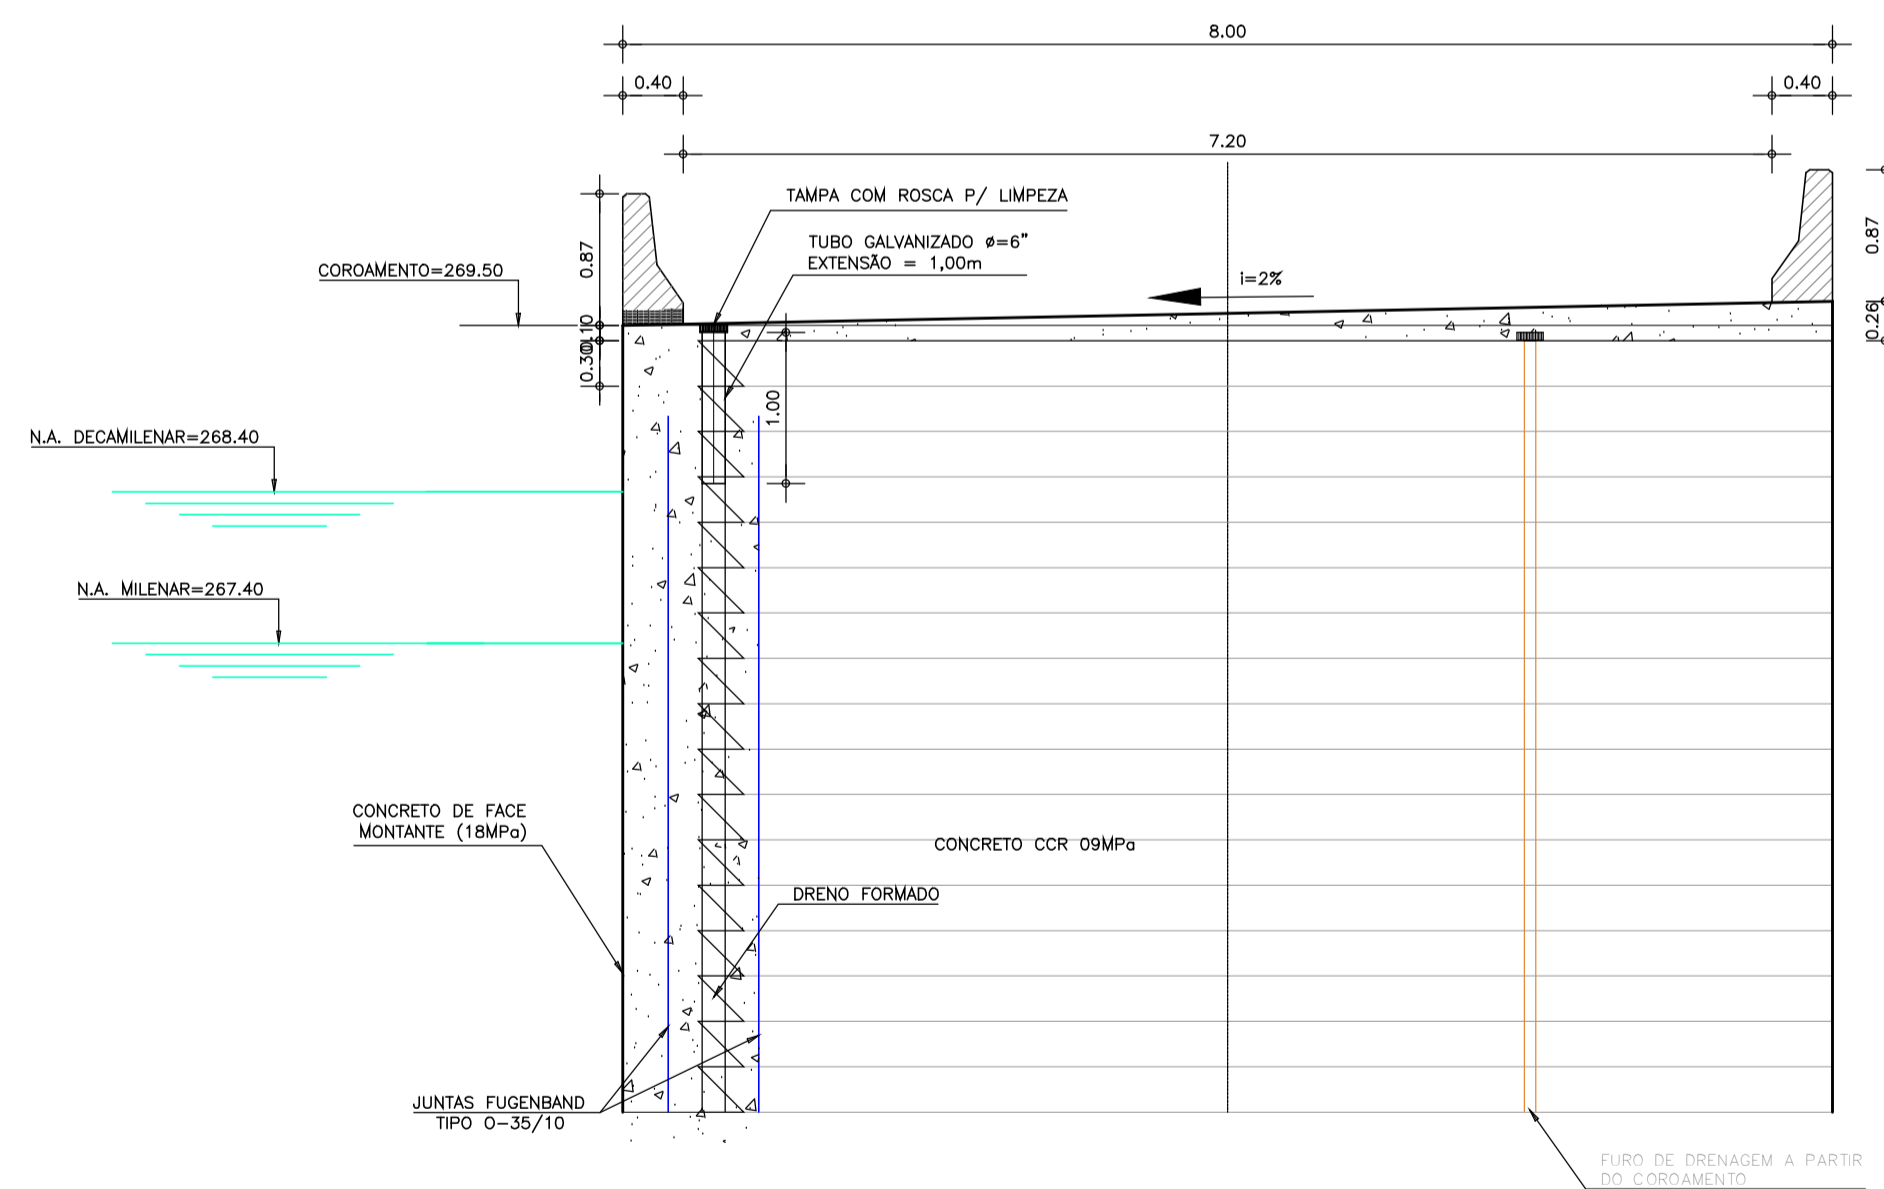 8.00
0.40
0.40
7.20
TAMPA COM ROSCA P/ LIMPEZA
TUBO GALVANIZADO ø=6"
EXTENSÃO = 1,00m
COROAMENTO=269.50
i=2%
0.87
0.87
0.10
0.30
0.26
1.00
N.A. DECAMILENAR=268.40
N.A. MILENAR=267.40
CONCRETO DE FACE
MONTANTE (18MPa)
CONCRETO CCR 09MPa
DRENO FORMADO
JUNTAS FUGENBAND
TIPO O-35/10
FURO DE DRENAGEM A PARTIR
DO COROAMENTO